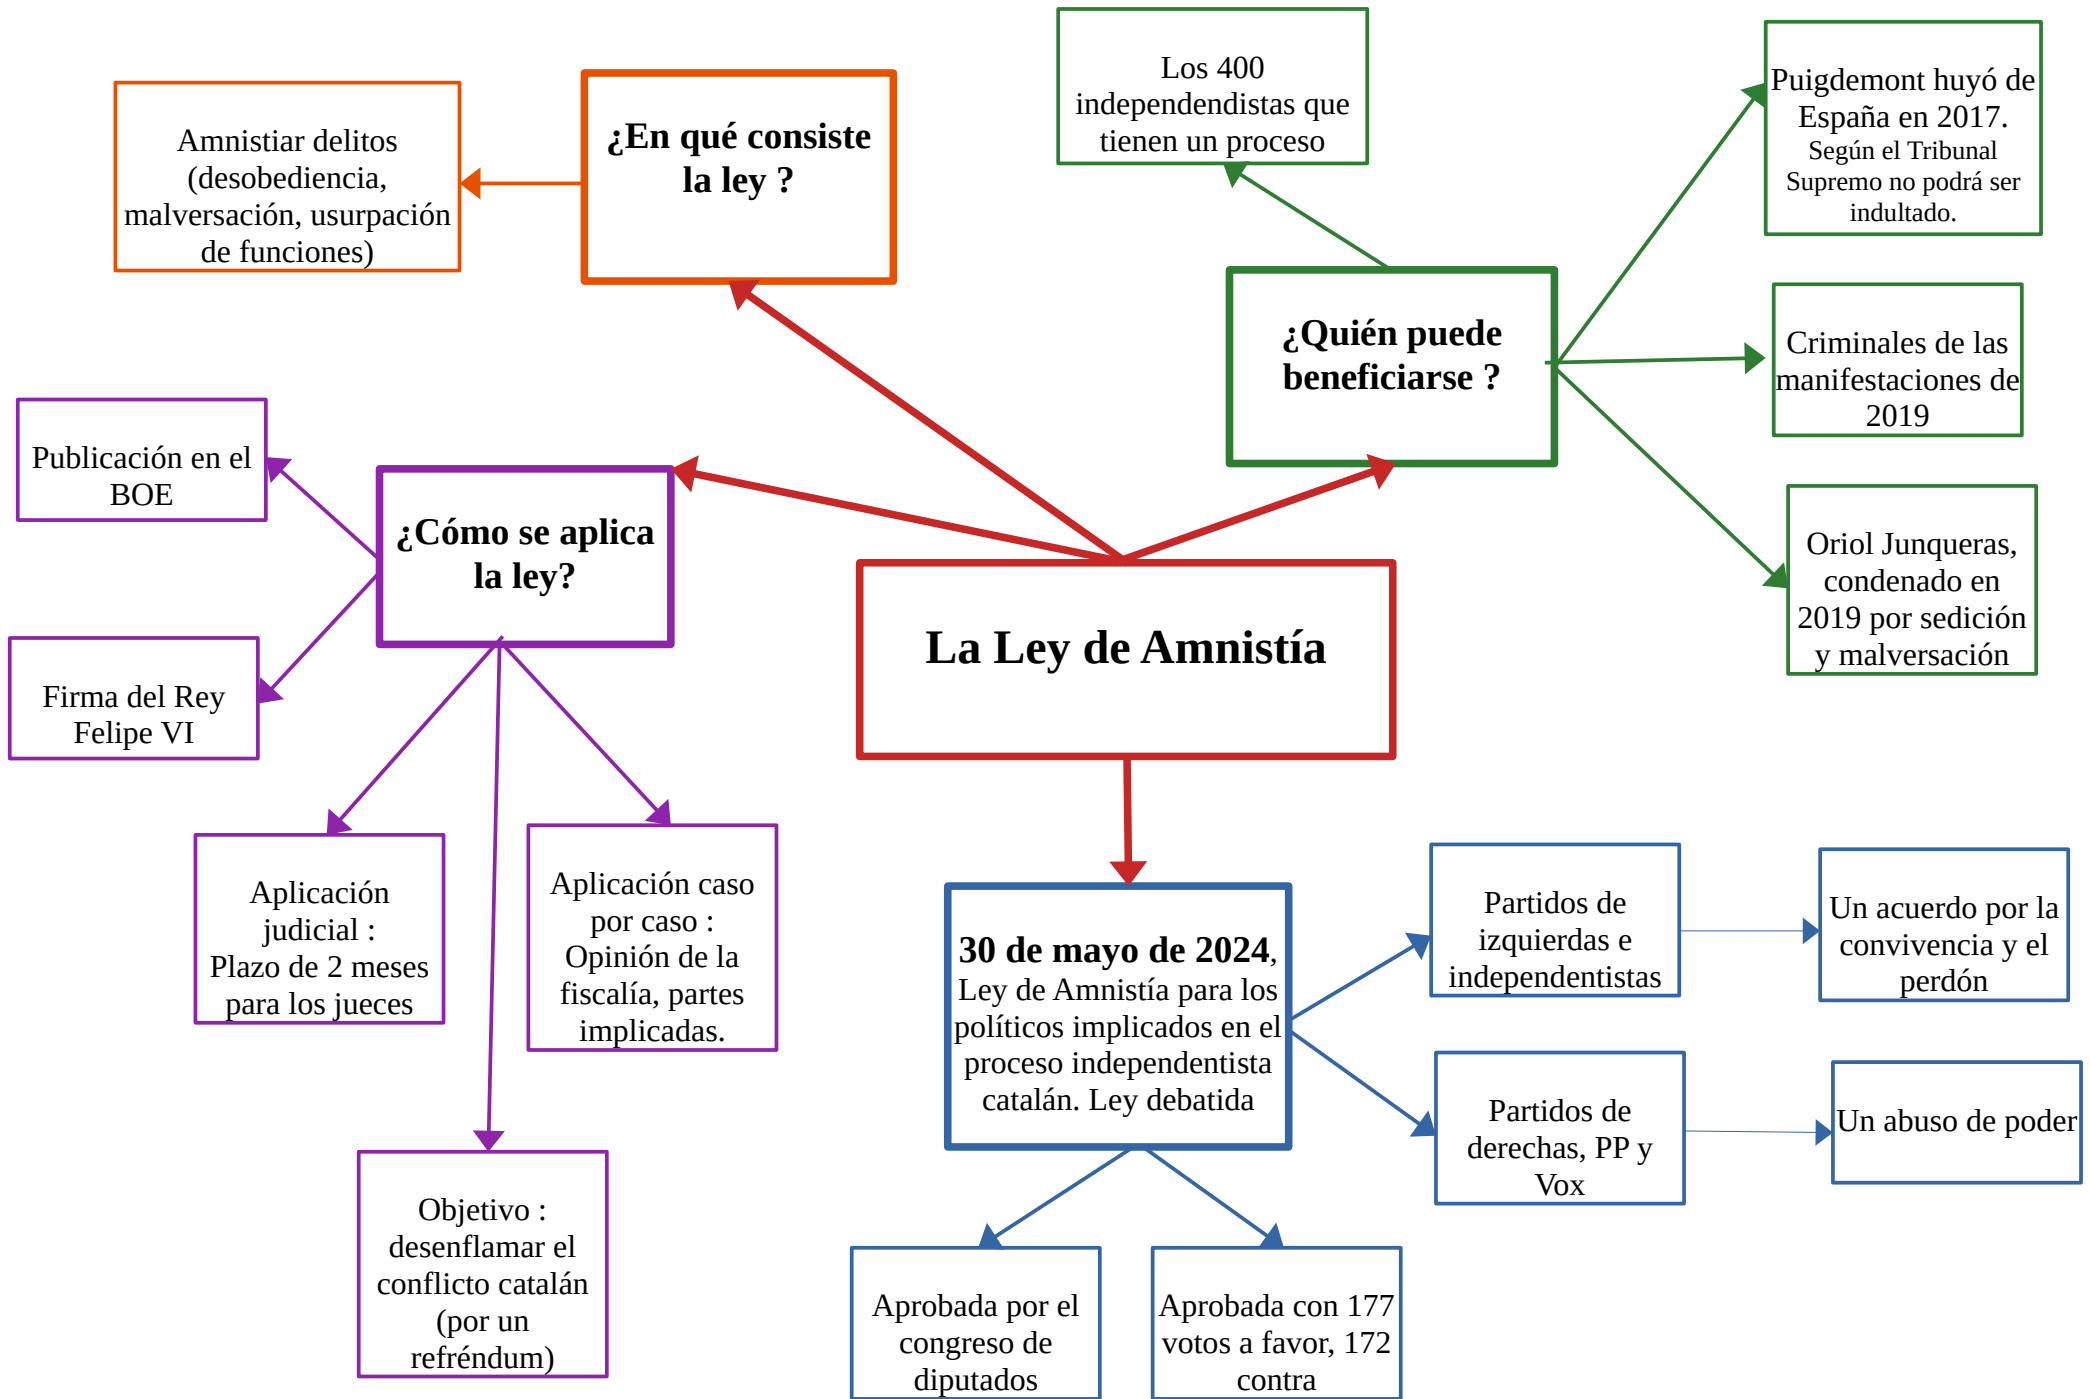 Los 400
independendistas que
tienen un proceso
Puigdemont huyó de
España en 2017.
Según el Tribunal
Supremo no podrá ser
indultado.
Amnistiar delitos
(desobediencia,
malversación, usurpación
de funciones)
¿En qué consiste
la ley ?
¿Quién puede
beneficiarse ?
Criminales de las
manifestaciones de
2019
Publicación en el
BOE
¿Cómo se aplica
la ley?
Oriol Junqueras,
condenado en
2019 por sedición
y malversación
La Ley de Amnistía
Firma del Rey
Felipe VI
Aplicación
judicial :
Plazo de 2 meses
para los jueces
Aplicación caso
por caso :
Opinión de la
fiscalía, partes
implicadas.
30 de mayo de 2024,
Ley de Amnistía para los
políticos implicados en el
proceso independentista
catalán. Ley debatida
Partidos de
izquierdas e
independentistas
Un acuerdo por la
convivencia y el
perdón
Partidos de
derechas, PP y
Vox
Un abuso de poder
Objetivo :
desenflamar el
conflicto catalán
(por un
refréndum)
Aprobada por el
congreso de
diputados
Aprobada con 177
votos a favor, 172
contra